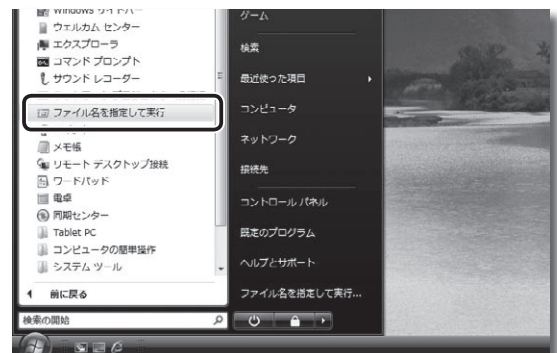 Windows サイドバー
ウェルカム センター
エクスプローラ
コマンド プロンプト
サウンド レコーダー
ファイル名を指定して実行
メモ帳
リモート デスクトップ接続
ワードパッド
電卓
同期センター
Tablet PC
コンピュータの簡単操作
システム ツール
前に戻る
検索の開始
ゲーム
検索
最近使った項目
コンピュータ
ネットワーク
接続先
コントロール パネル
既定のプログラム
ヘルプとサポート
ファイル名を指定して実行...